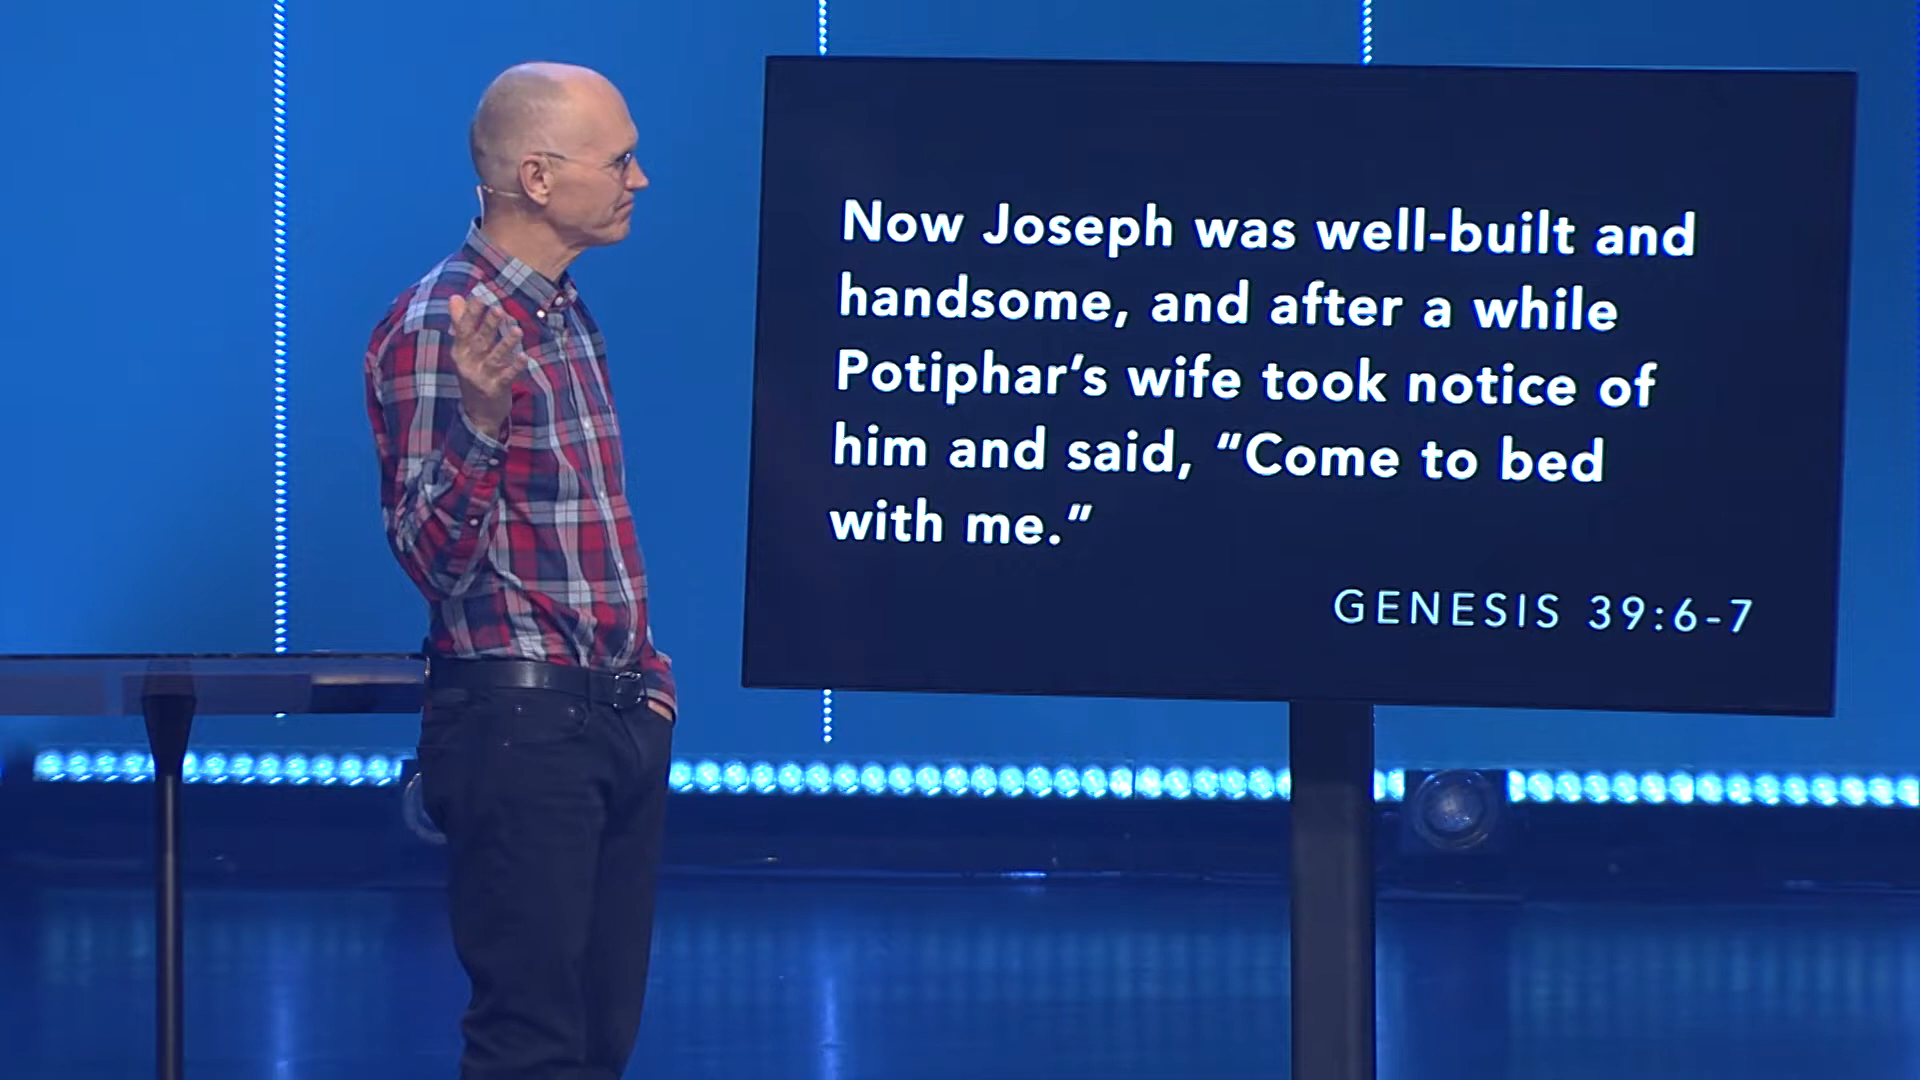 Now Joseph was well-built and
handsome, and after a while
Potiphar’s wife took notice of
him and said, “Come to bed
with me.”
GENESIS 39:6-7